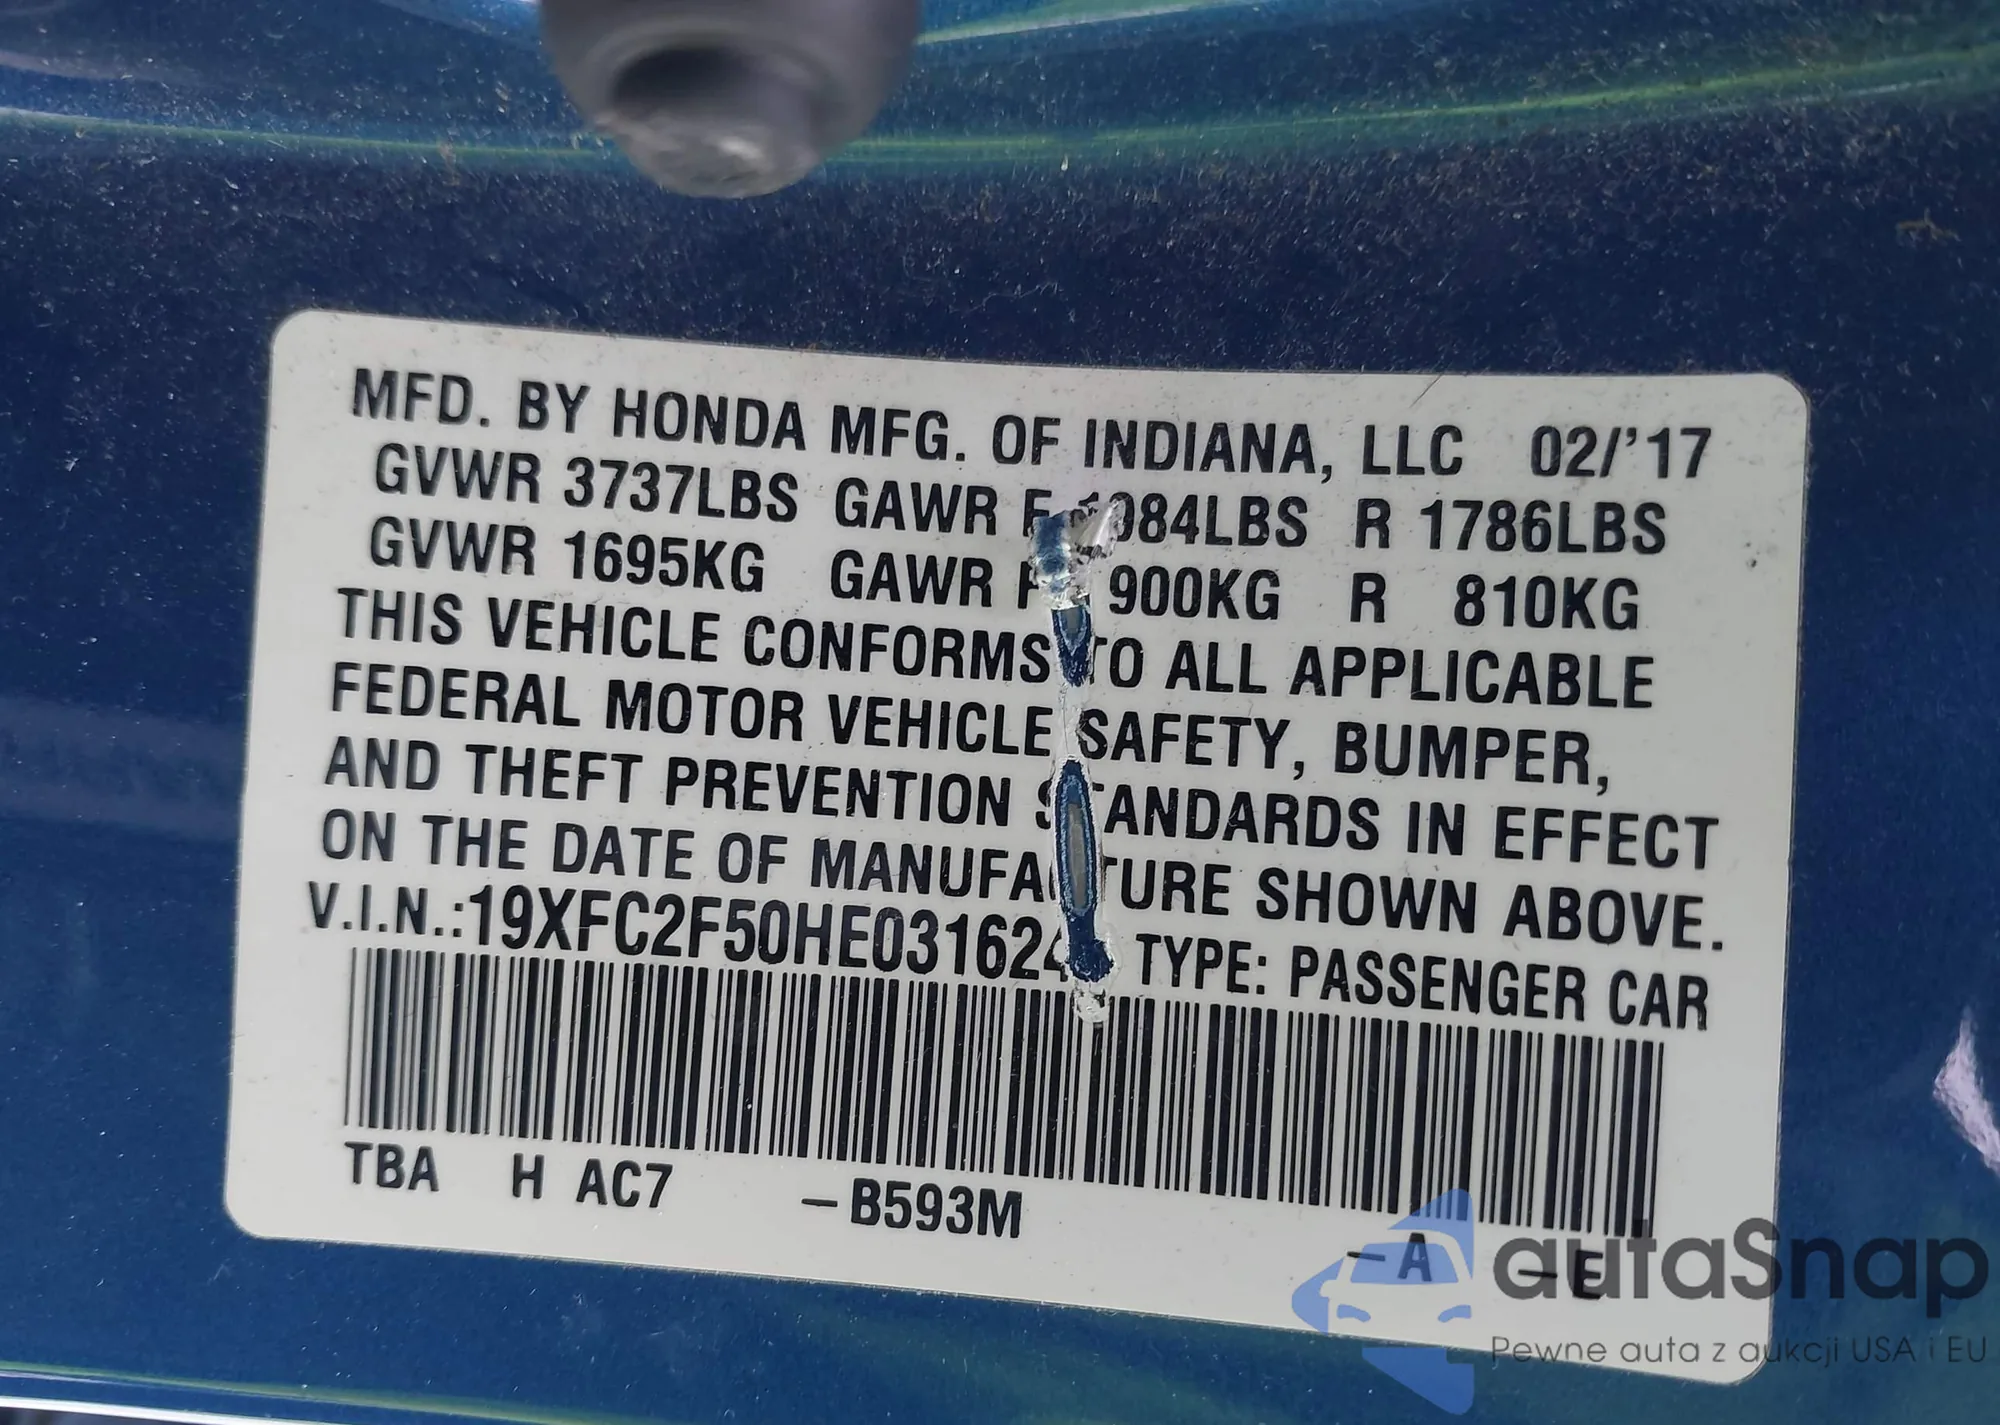 MFD. BY HONDA MFG. OF INDIANA, LLC 02/'17
GVWR 3737LBS GAWR F 1984LBS R 1786LBS
GVWR 1695KG GAWR F 900KG R 810KG
THIS VEHICLE CONFORMS TO ALL APPLICABLE
FEDERAL MOTOR VEHICLE SAFETY, BUMPER,
AND THEFT PREVENTION STANDARDS IN EFFECT
ON THE DATE OF MANUFACTURE SHOWN ABOVE.
V.I.N.: TYPE: PASSENGER CAR
TBA H AC7 –B593M –A –E
autaSnap
Pewne auta z aukcji USA i EU